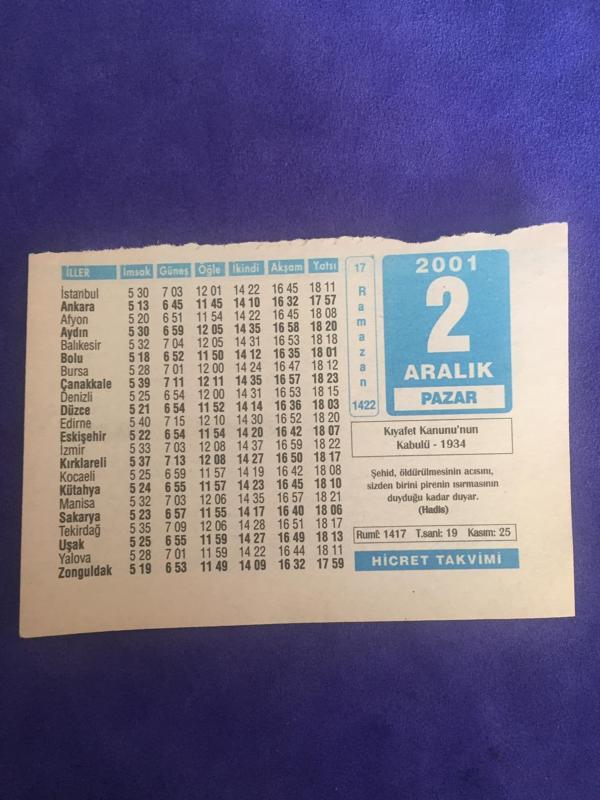 İLLER İmsak Güneş Öğle İkindi Akşam Yatsı
İstanbul 5 30 7 03 12 01 14 22 16 45 18 11
Ankara 5 13 6 45 11 45 14 10 16 32 17 57
Afyon 5 20 6 51 11 54 14 22 16 45 18 08
Aydın 5 30 6 59 12 05 14 35 16 58 18 20
Balıkesir 5 32 7 04 12 05 14 31 16 53 18 18
Bolu 5 18 6 52 11 50 14 12 16 35 18 01
Bursa 5 28 7 01 12 00 14 24 16 47 18 12
Çanakkale 5 39 7 11 12 11 14 35 16 57 18 23
Denizli 5 25 6 54 12 00 14 31 16 53 18 15
Düzce 5 21 6 54 11 52 14 14 16 36 18 03
Edirne 5 40 7 15 12 10 14 30 16 52 18 20
Eskişehir 5 22 6 54 11 54 14 20 16 42 18 07
İzmir 5 33 7 03 12 08 14 37 16 59 18 22
Kırklareli 5 37 7 13 12 08 14 27 16 50 18 17
Kocaeli 5 25 6 59 11 57 14 19 16 42 18 08
Kütahya 5 24 6 55 11 57 14 23 16 45 18 10
Manisa 5 32 7 03 12 06 14 35 16 57 18 21
Sakarya 5 23 6 57 11 55 14 17 16 40 18 06
Tekirdağ 5 35 7 09 12 06 14 28 16 51 18 17
Uşak 5 25 6 55 11 59 14 27 16 49 18 13
Yalova 5 28 7 01 11 59 14 22 16 44 18 11
Zonguldak 5 19 6 53 11 49 14 09 16 32 17 59
17
Ramazan
1422
2001
2
ARALIK
PAZAR
Kıyafet Kanunu'nun
Kabulü - 1934
Şehid, öldürülmesinin acısını,
sizden birini pirenin ısırmasının
duyduğu kadar duyar.
(Hadis)
Rumî: 1417 T.sani: 19 Kasım: 25
HİCRET TAKVİMİ